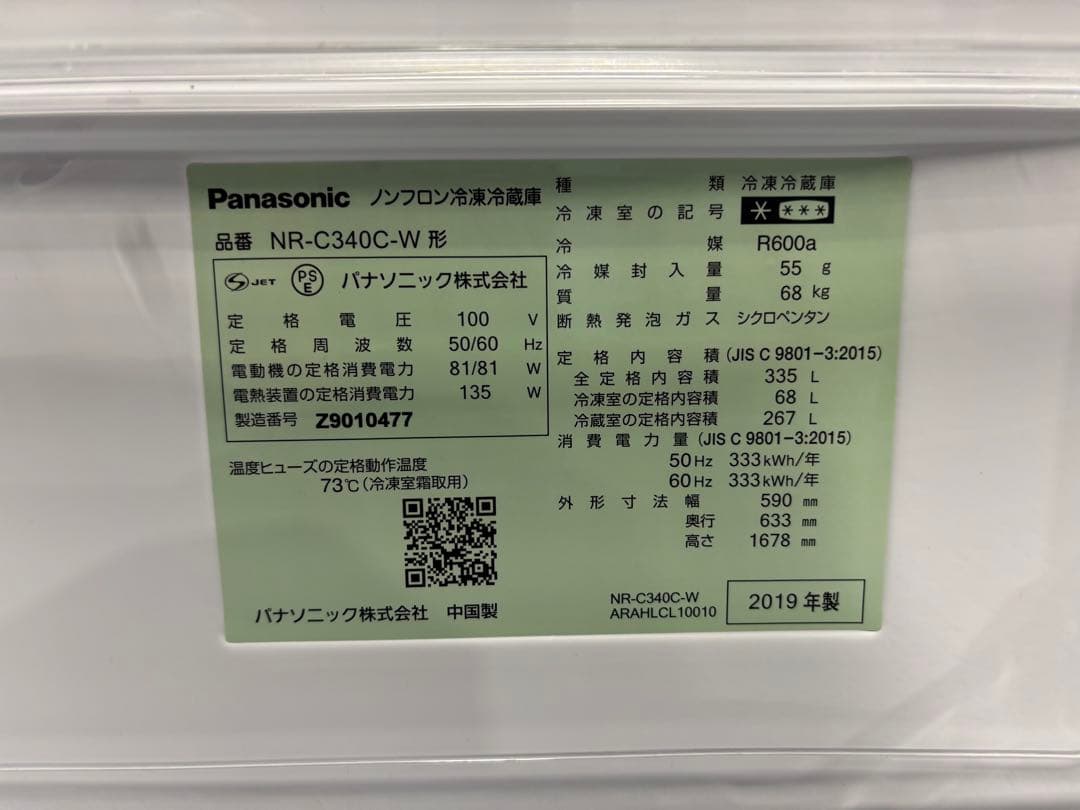 Panasonic ノンフロン冷凍冷蔵庫
品番 NR-C340C-W 形
S JET PSE パナソニック株式会社
定格電圧 100 V
定格周波数 50/60 Hz
電動機の定格消費電力 81/81 W
電熱装置の定格消費電力 135 W
製造番号 Z9010477
温度ヒューズの定格動作温度
73℃(冷凍室霜取用)
パナソニック株式会社 中国製
種類 冷凍冷蔵庫
冷凍室の記号 * ***
冷媒 R600a
冷媒封入量 55 g
質量 68 kg
断熱発泡ガス シクロペンタン
定格内容積 (JIS C 9801-3:2015)
全定格内容積 335 L
冷凍室の定格内容積 68 L
冷蔵室の定格内容積 267 L
消費電力量 (JIS C 9801-3:2015)
50Hz 333kWh/年
60Hz 333kWh/年
外形寸法 幅 590 mm
奥行 633 mm
高さ 1678 mm
NR-C340C-W
ARAHLCL10010
2019 年製